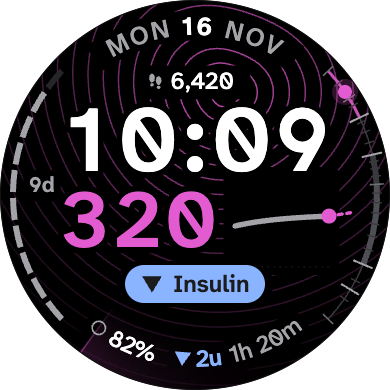 MON 16 NOV
6,420
10:09
9d
320
▼ Insulin
82%
▼2u 1h 20m